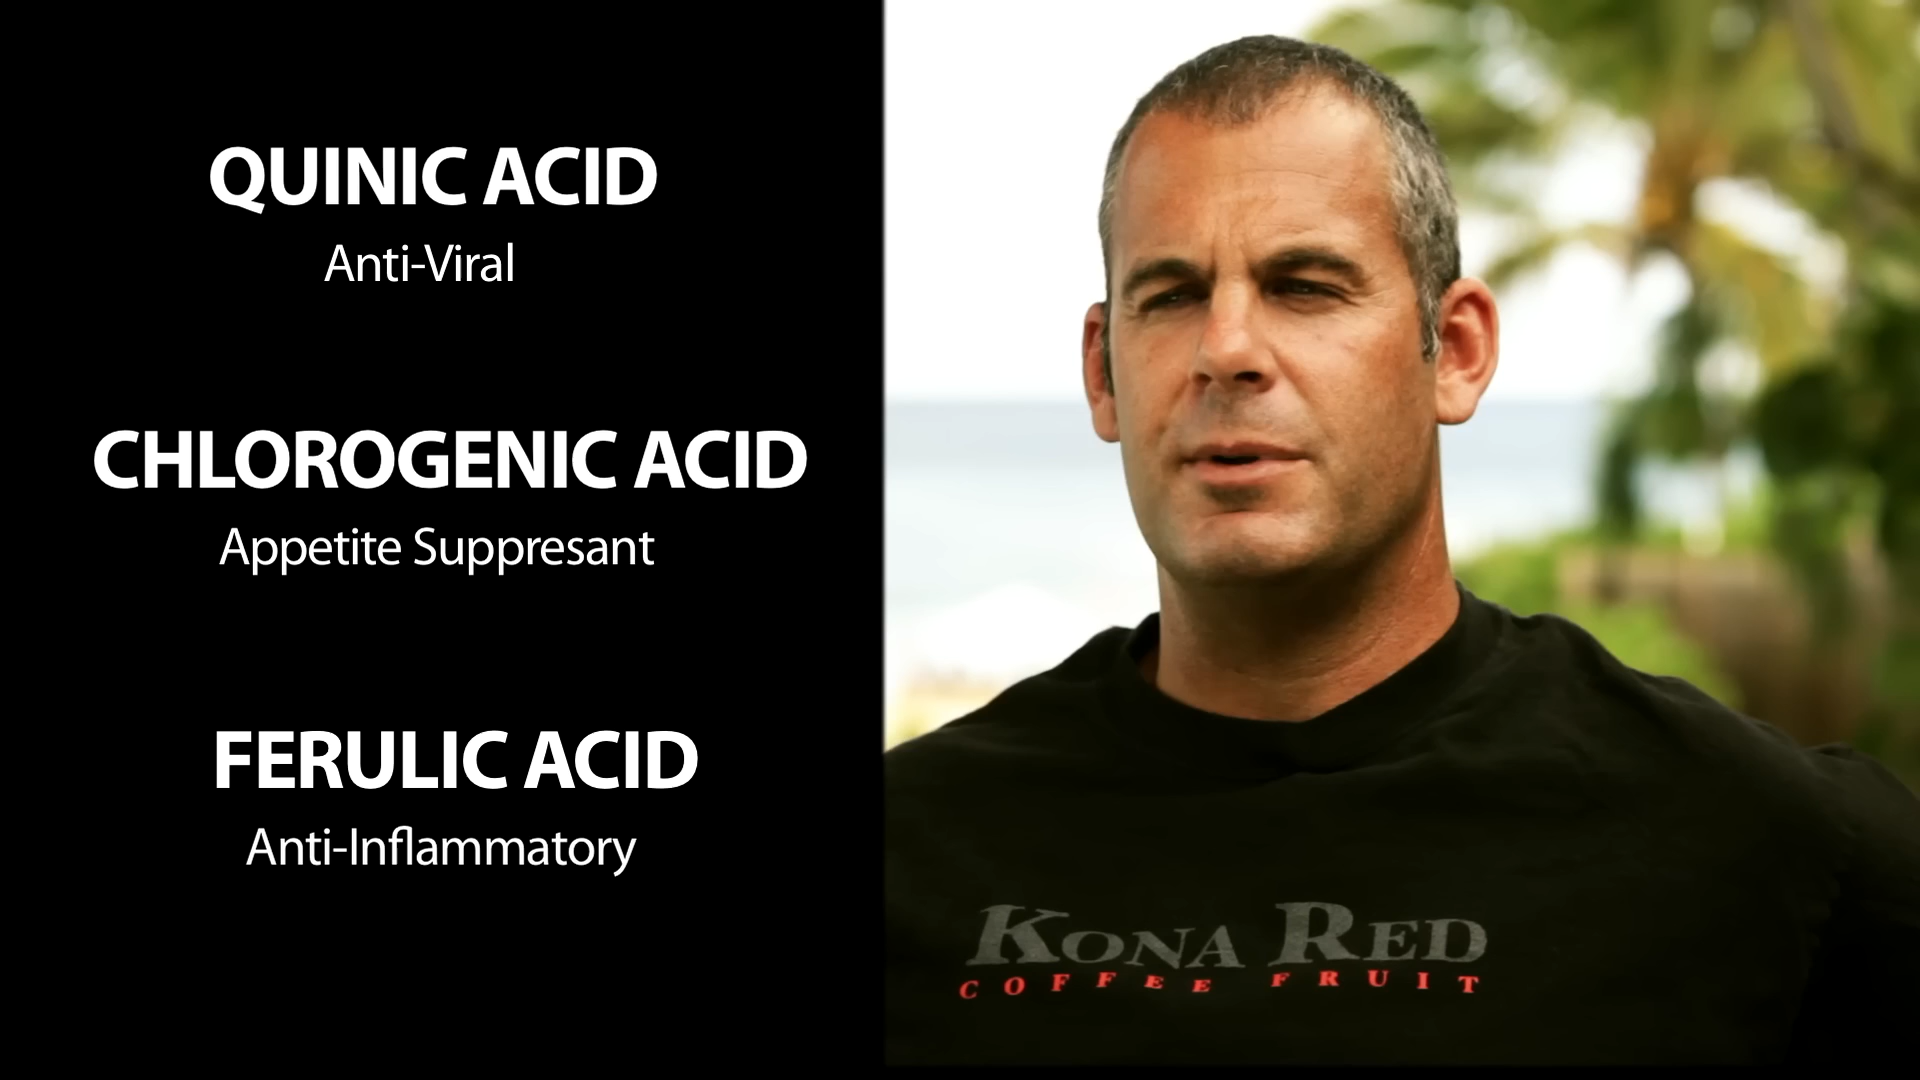 QUINIC ACID
Anti-Viral
CHLOROGENIC ACID
Appetite Suppresant
FERULIC ACID
Anti-Inflammatory
KONA RED
COFFEE FRUIT